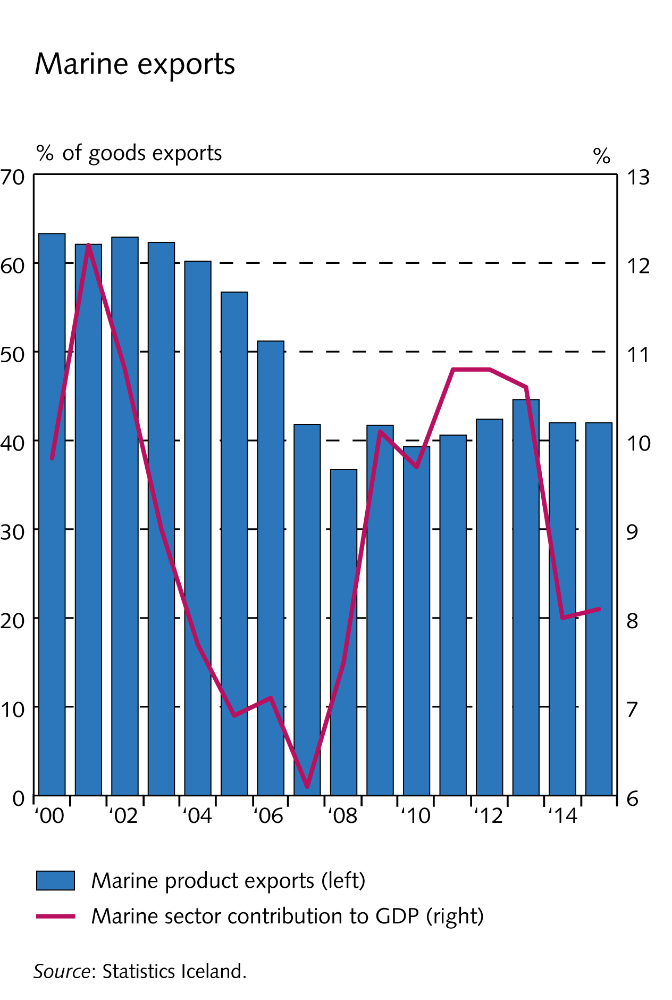 Marine exports
% of goods exports
%
70
13
60
12
50
11
40
10
30
9
20
8
10
7
0
6
‘00 ‘02 ‘04 ‘06 ‘08 ‘10 ‘12 ‘14
Marine product exports (left)
Marine sector contribution to GDP (right)
Source: Statistics Iceland.